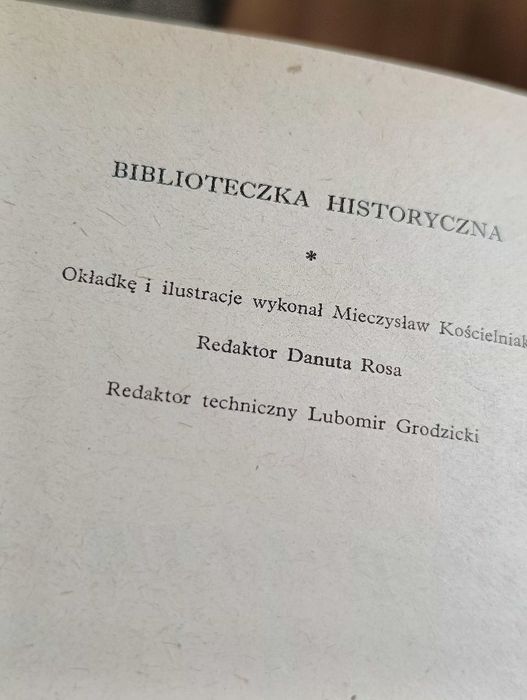 BIBLIOTECZKA HISTORYCZNA
*
Okładkę i ilustracje wykonał Mieczysław Kościelniak
Redaktor Danuta Rosa
Redaktor techniczny Lubomir Grodzicki